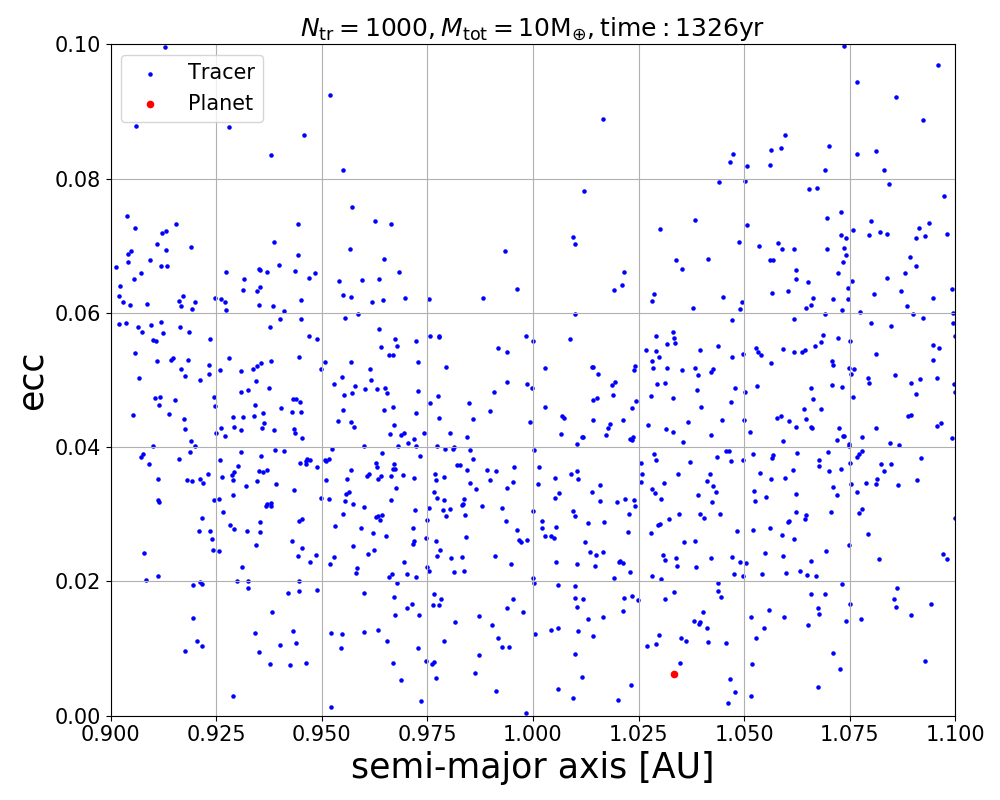 N_tr = 1000, M_tot = 10M_⊕, time : 1326yr
Tracer
Planet
ecc
0.10
0.08
0.06
0.04
0.02
0.00
0.900 0.925 0.950 0.975 1.000 1.025 1.050 1.075 1.100
semi-major axis [AU]